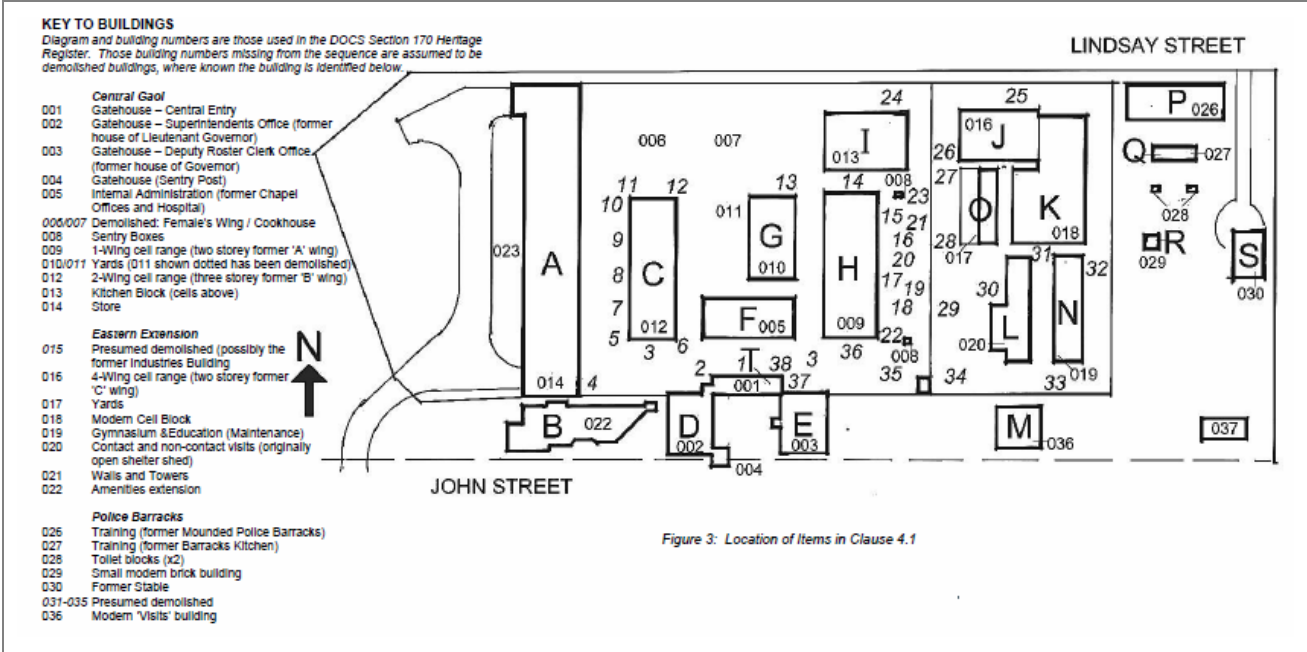 KEY TO BUILDINGS
Diagram and building numbers are those used in the DOCS Section 170 Heritage
Register. Those building numbers missing from the sequence are assumed to be
demolished buildings, where known the building is identified below.
Central Gaol
001 Gatehouse – Central Entry
002 Gatehouse – Superintendents Office (former
house of Lieutenant Governor)
003 Gatehouse – Deputy Roster Clerk Office
(former house of Governor)
004 Gatehouse (Sentry Post)
005 Internal Administration (former Chapel
Offices and Hospital)
006/007 Demolished: Female's Wing / Cookhouse
008 Sentry Boxes
009 1-Wing cell range (two storey former 'A' wing)
010/011 Yards (011 shown dotted has been demolished)
012 2-Wing cell range (three storey former 'B' wing)
013 Kitchen Block (cells above)
014 Store
Eastern Extension
015 Presumed demolished (possibly the
former Industries Building
016 4-Wing cell range (two storey former
'C' wing)
017 Yards
018 Modern Cell Block
019 Gymnasium &Education (Maintenance)
020 Contact and non-contact visits (originally
open shelter shed)
021 Walls and Towers
022 Amenities extension
Police Barracks
026 Training (former Mounded Police Barracks)
027 Training (former Barracks Kitchen)
028 Toilet blocks (x2)
029 Small modern brick building
030 Former Stable
031-035 Presumed demolished
036 Modern 'Visits' building
N
LINDSAY STREET
24 25 P 026
006 007 I 013 016 J Q 027
26
11 12 13 14 008 27 028
10 011 23 O K
9 G 15 21
023 A C H 16 28 018 R S
8 010 20 017 31 029
17 19 30 32 030
7 F 005 18 29 L N
012 009 22
5 3 6 008 020 019
2 T 1 38 3 36
014 4 001 37 35 34 33
B 022 D E M 037
002 003 036
004
JOHN STREET
Figure 3: Location of Items in Clause 4.1